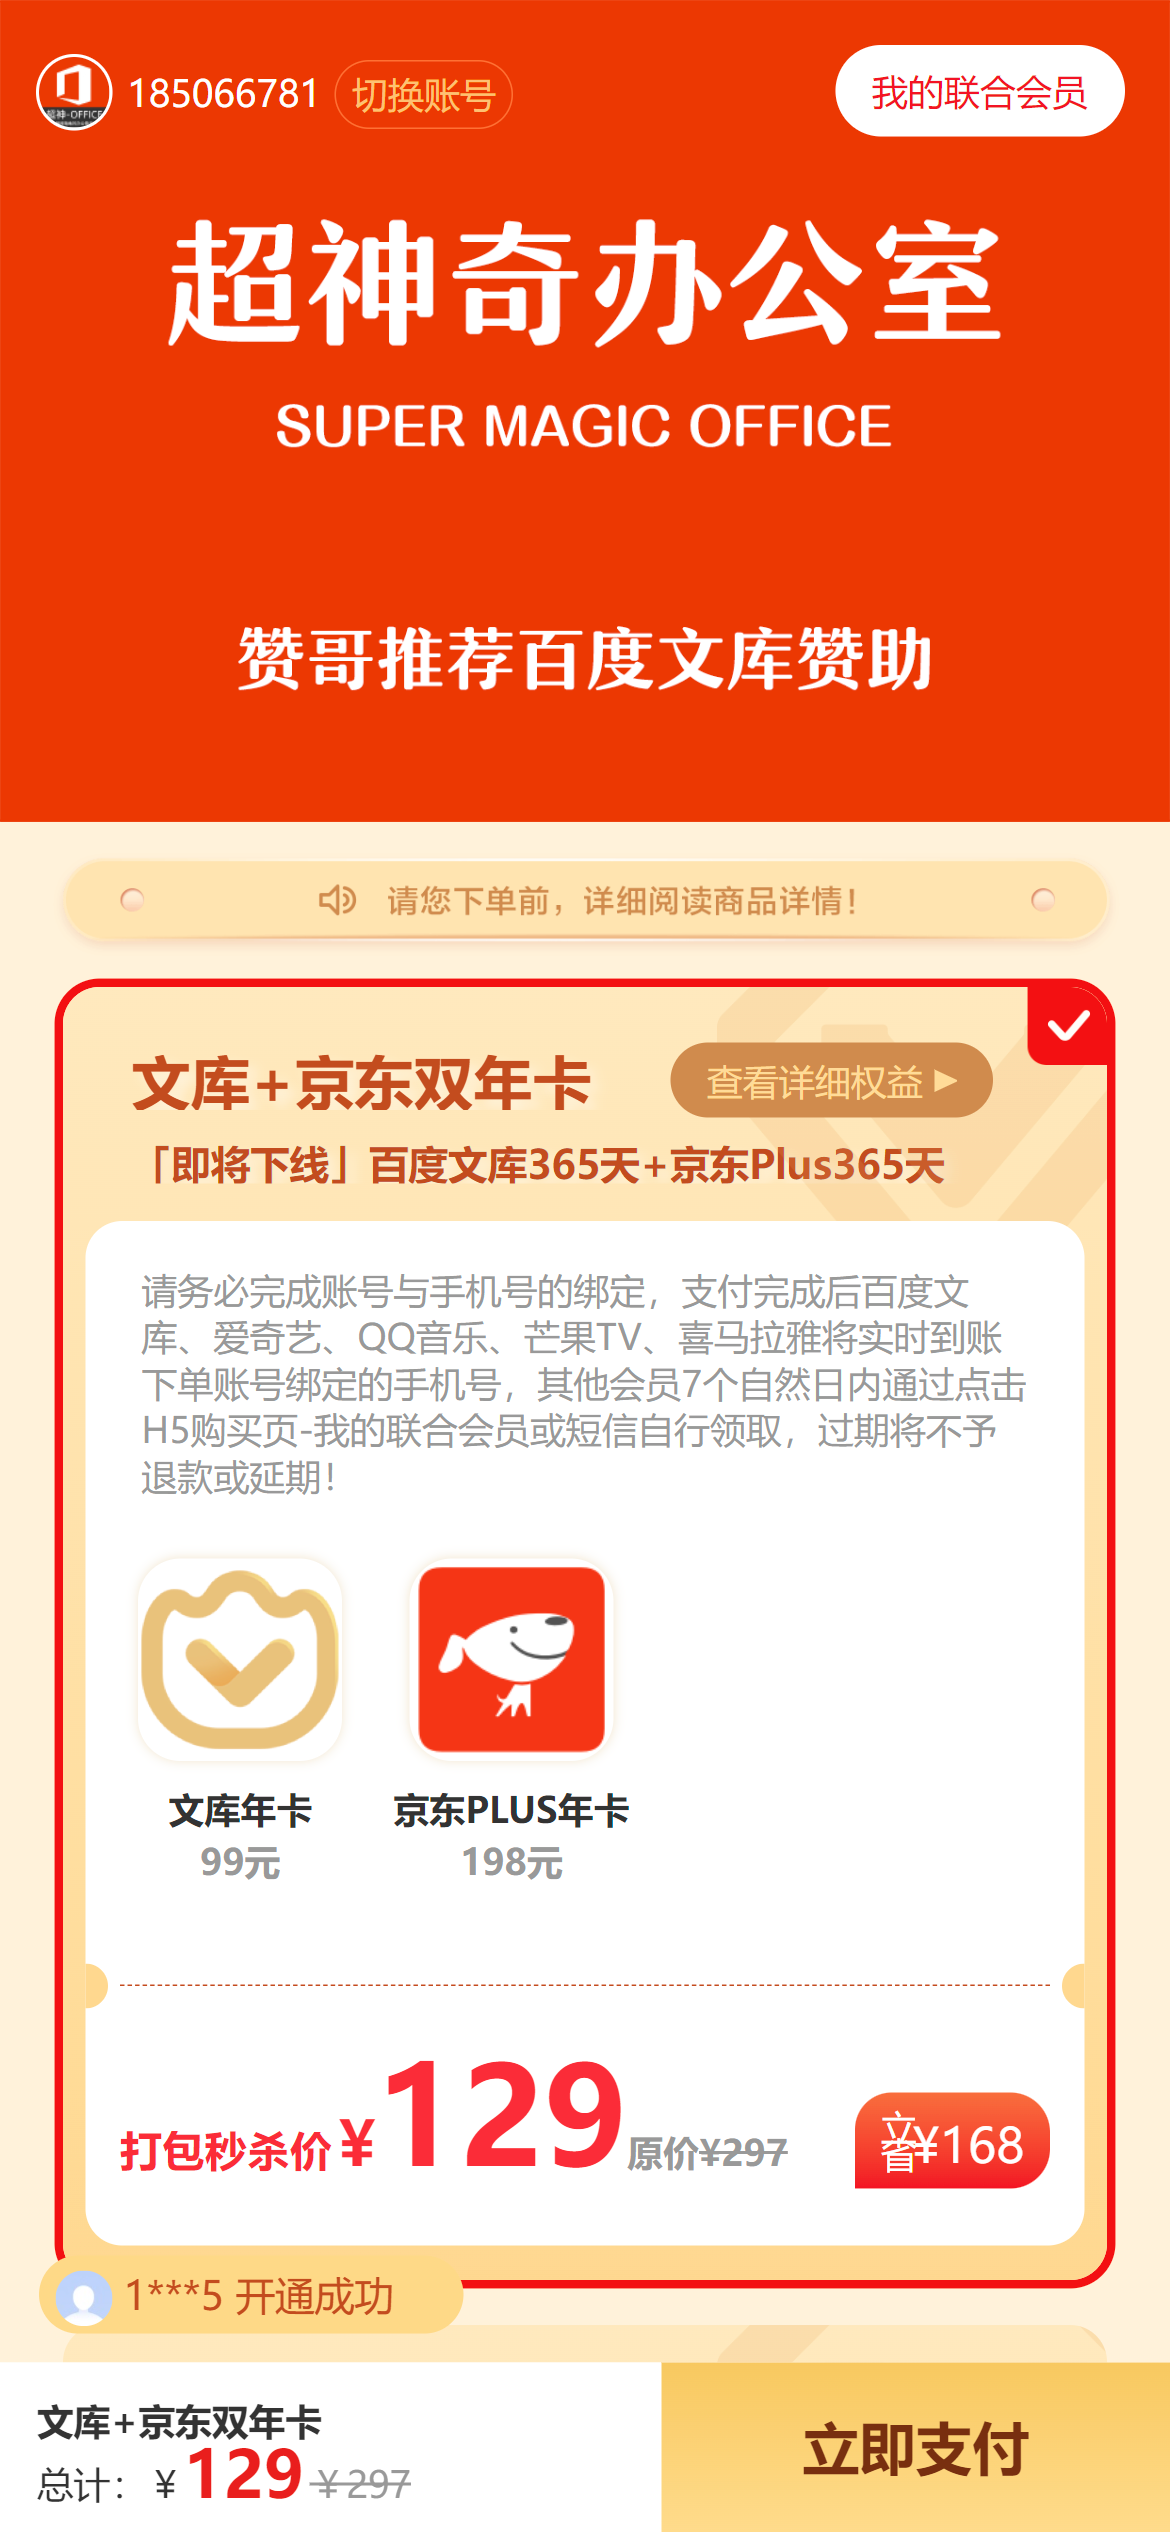 185066781
切换账号
我的联合会员
超神奇办公室
SUPER MAGIC OFFICE
赞哥推荐百度文库赞助
请您下单前，详细阅读商品详情！
文库+京东双年卡
查看详细权益
「即将下线」百度文库365天+京东Plus365天
请务必完成账号与手机号的绑定，支付完成后百度文
库、爱奇艺、QQ音乐、芒果TV、喜马拉雅将实时到账
下单账号绑定的手机号，其他会员7个自然日内通过点击
H5购买页-我的联合会员或短信自行领取，过期将不予
退款或延期！
文库年卡
99元
京东PLUS年卡
198元
打包秒杀价¥129原价¥297
立省¥168
1***5 开通成功
文库+京东双年卡
总计：¥129 ¥297
立即支付